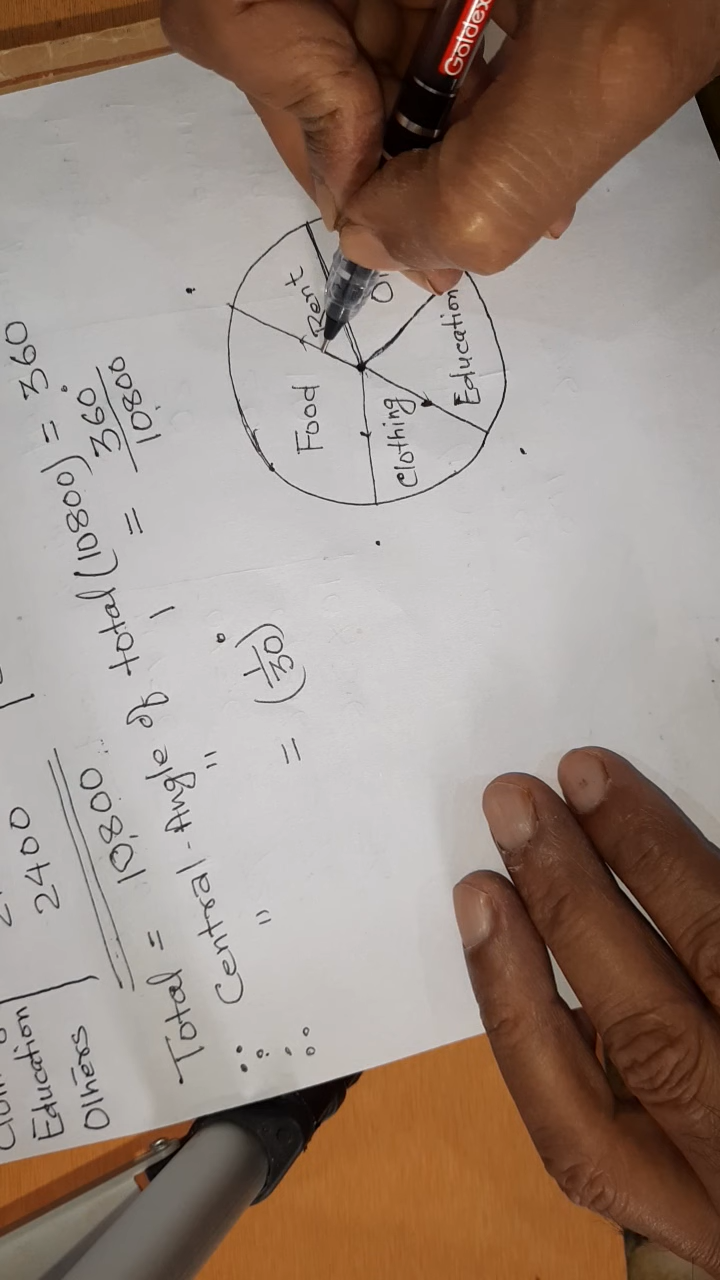 Education
Others 2400
Total = 10800
∵ Central-Angle of total (10800) = 360
∴ " " 1 = 360° / 10800
= (1/30)°
Food
Rent
Clothing
Education
Goldex